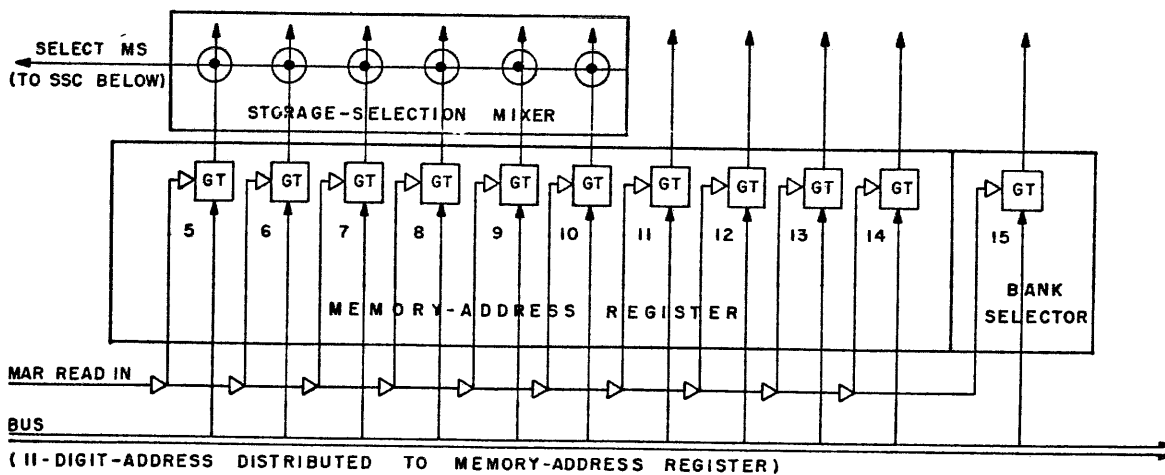 SELECT MS
(TO SSC BELOW)
STORAGE-SELECTION MIXER
GT GT GT GT GT GT GT GT GT GT GT
5 6 7 8 9 10 11 12 13 14 15
MEMORY-ADDRESS REGISTER
BANK
SELECTOR
MAR READ IN
BUS
(11-DIGIT-ADDRESS DISTRIBUTED TO MEMORY-ADDRESS REGISTER)